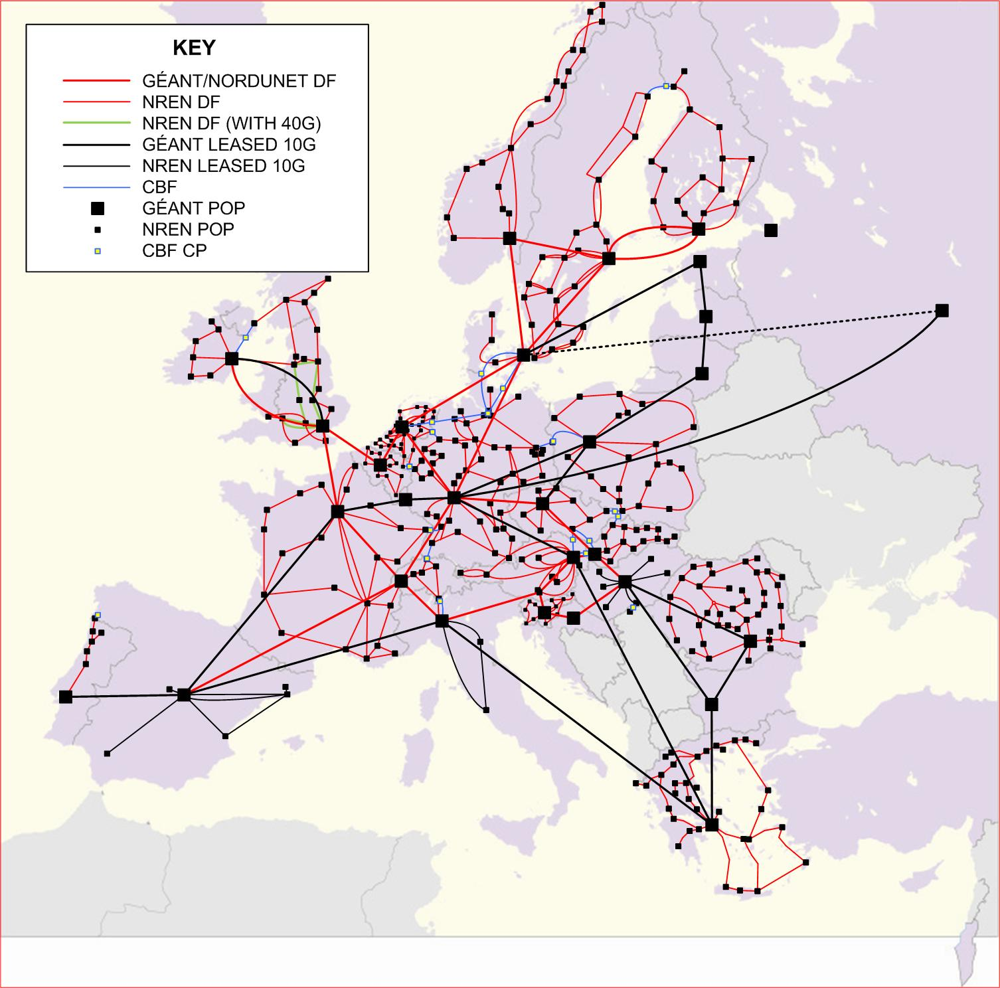 KEY
GÉANT/NORDUNET DF
NREN DF
NREN DF (WITH 40G)
GÉANT LEASED 10G
NREN LEASED 10G
CBF
GÉANT POP
NREN POP
CBF CP